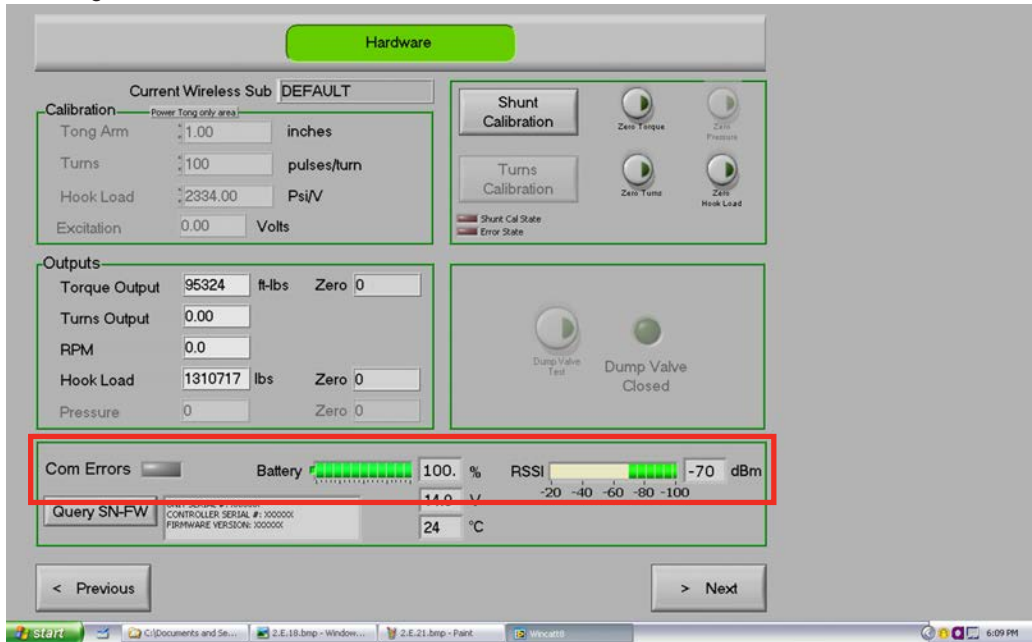 Hardware
Current Wireless Sub DEFAULT
Calibration Power Tong only area
Tong Arm 1.00 inches
Turns 100 pulses/turn
Hook Load 2334.00 Psi/V
Excitation 0.00 Volts
Shunt Calibration
Zero Torque
Zero Pressure
Turns Calibration
Zero Turns
Zero Hook Load
Shunt Cal State
Error State
Outputs
Torque Output 95324 ft-lbs Zero 0
Turns Output 0.00
RPM 0.0
Hook Load 1310717 lbs Zero 0
Pressure 0 Zero 0
Dump Valve Test
Dump Valve Closed
Com Errors Battery 100. % RSSI -70 dBm
-20 -40 -60 -80 -100
V
Query SN-FW
CONTROLLER SERIAL #: XXXXXX
FIRMWARE VERSION: XXXXXX
24 °C
< Previous
> Next
start C:\Documents and Se... 2.E.18.bmp - Window... 2.E.21.bmp - Paint Wincatt8 6:09 PM